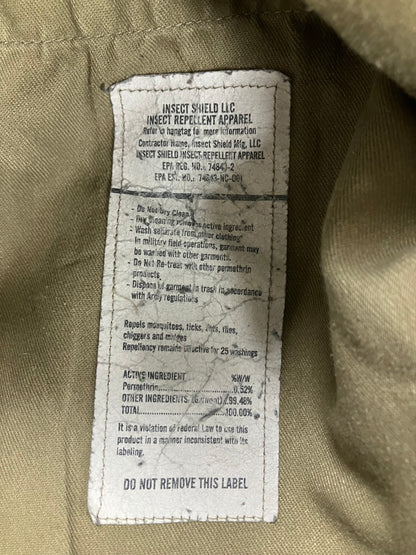 INSECT SHIELD LLC
INSECT REPELLENT APPAREL
Refer to hangtag for more information
Contractor Name, Insect Shield Mfg, LLC
INSECT SHIELD INSECT REPELLENT APPAREL
EPA REG. NO.: 74843-2
EPA EST. NO.: 74843-NC-001
- Do Not Dry Clean
- Dry Cleaning removes active ingredient
- Wash separate from other clothing
- In military field operations, garment may
be washed with other garments.
- Do Not Re-treat with other permethrin
products.
- Dispose of garment in trash in accordance
with Army regulations
Repels mosquitoes, ticks, ants, flies,
chiggers and midges
Repellency remains effective for 25 washings
ACTIVE INGREDIENT %W/W
Permethrin 0.52%
OTHER INGREDIENTS (Garment) 99.48%
TOTAL 100.00%
It is a violation of Federal Law to use this
product in a manner inconsistent with its
labeling.
DO NOT REMOVE THIS LABEL